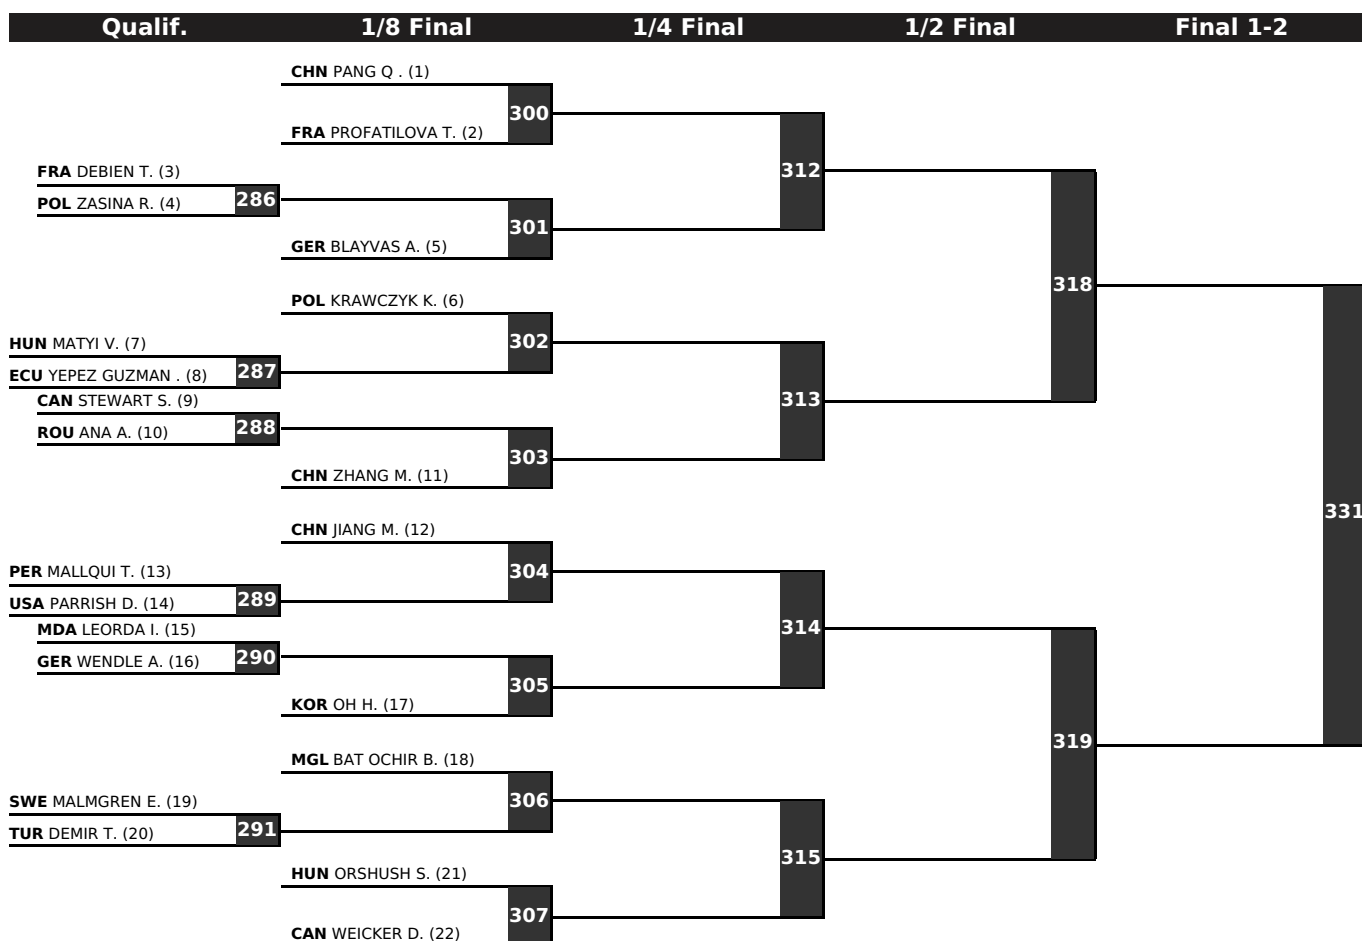 Qualif. 1/8 Final 1/4 Final 1/2 Final Final 1-2
CHN PANG Q . (1)
300
FRA PROFATILOVA T. (2)
FRA DEBIEN T. (3)
312
POL ZASINA R. (4) 286
301
GER BLAYVAS A. (5)
318
POL KRAWCZYK K. (6)
302
HUN MATYI V. (7)
ECU YEPEZ GUZMAN . (8) 287
CAN STEWART S. (9)
313
ROU ANA A. (10) 288
303
CHN ZHANG M. (11)
331
CHN JIANG M. (12)
304
PER MALLQUI T. (13)
USA PARRISH D. (14) 289
MDA LEORDA I. (15)
314
GER WENDLE A. (16) 290
305
KOR OH H. (17)
319
MGL BAT OCHIR B. (18)
306
SWE MALMGREN E. (19)
TUR DEMIR T. (20) 291
315
HUN ORSHUSH S. (21)
307
CAN WEICKER D. (22)